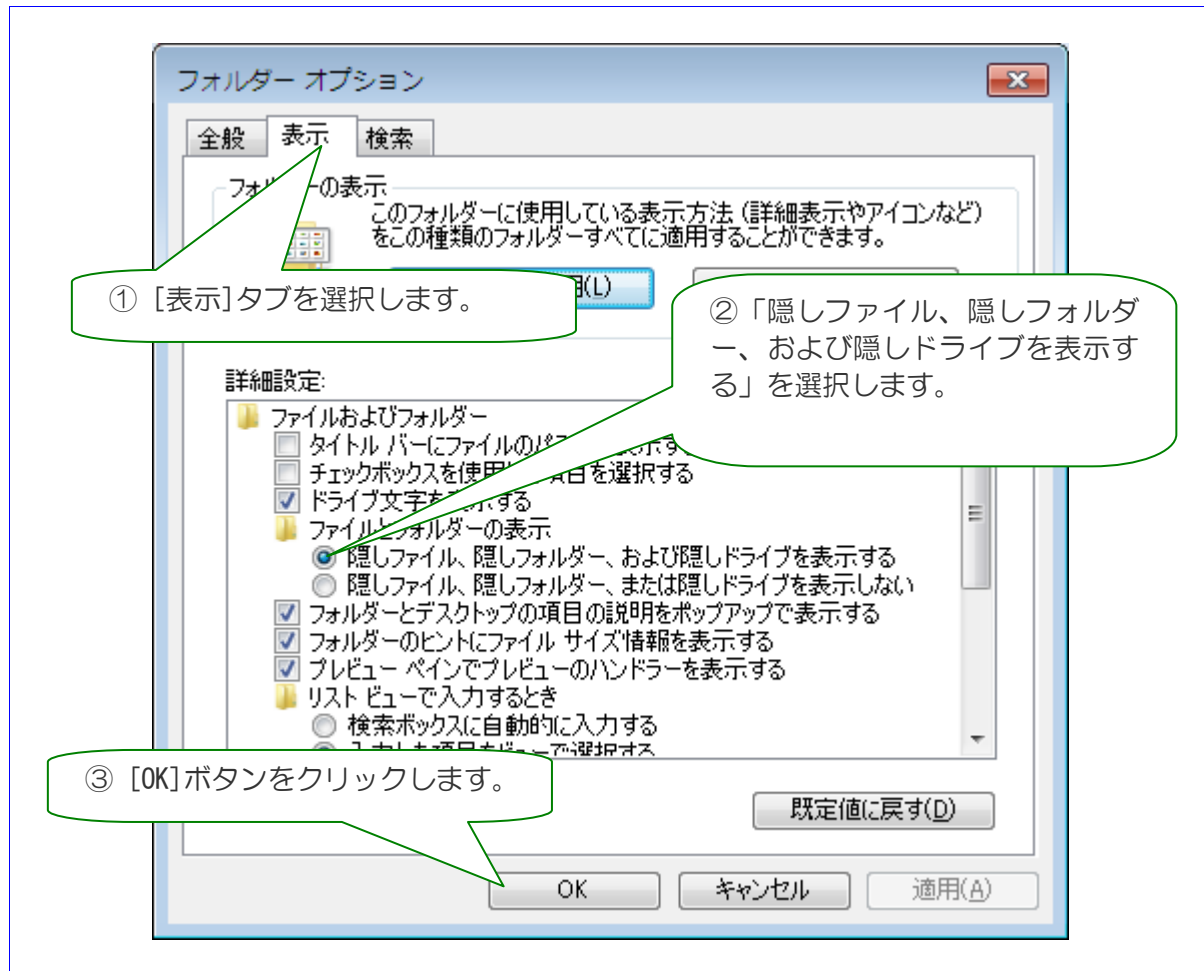 フォルダー オプション
全般 表示 検索
の表示
このフォルダーに使用している表示方法（詳細表示やアイコンなど）
をこの種類のフォルダーすべてに適用することができます。
(L)
① [表示]タブを選択します。
②「隠しファイル、隠しフォルダ
ー、および隠しドライブを表示す
る」を選択します。
詳細設定:
ファイルおよびフォルダー
タイトル バーにファイルの
チェックボックスを使用 項目を選択する
ドライブ文字を表示する
ファイルとフォルダーの表示
隠しファイル、隠しフォルダー、および隠しドライブを表示する
隠しファイル、隠しフォルダー、または隠しドライブを表示しない
フォルダーとデスクトップの項目の説明をポップアップで表示する
フォルダーのヒントにファイル サイズ情報を表示する
プレビュー ペインでプレビューのハンドラーを表示する
リスト ビューで入力するとき
検索ボックスに自動的に入力する
入力した項目をビューで選択する
③ [OK]ボタンをクリックします。
既定値に戻す(D)
OK キャンセル 適用(A)